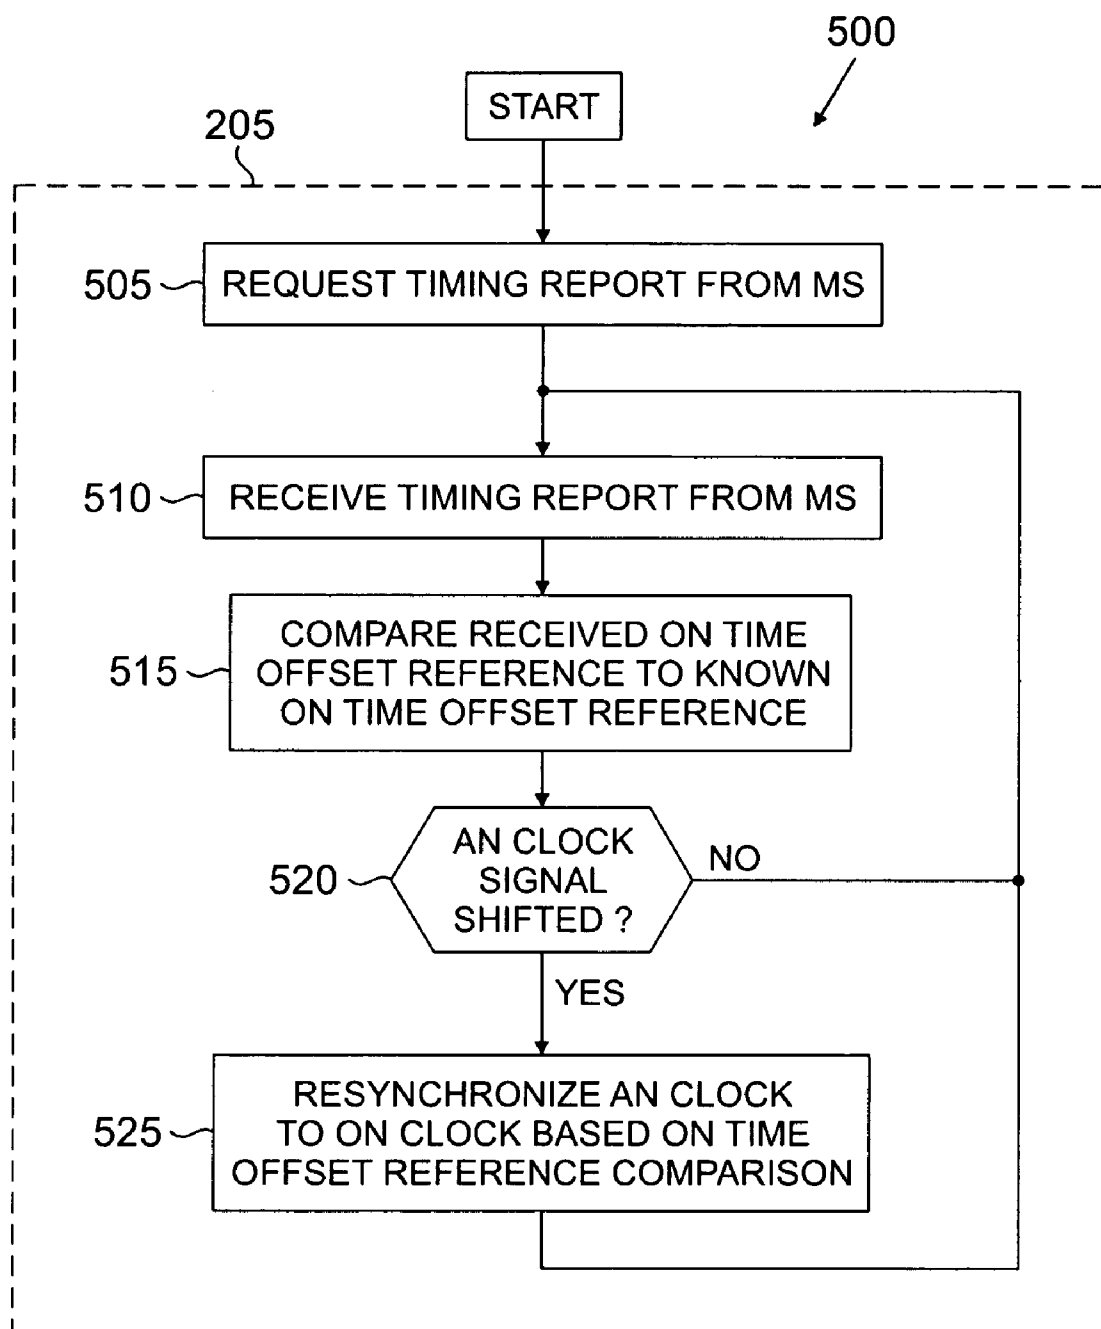 500
START
205
505
REQUEST TIMING REPORT FROM MS
510
RECEIVE TIMING REPORT FROM MS
515
COMPARE RECEIVED ON TIME
OFFSET REFERENCE TO KNOWN
ON TIME OFFSET REFERENCE
520
AN CLOCK
SIGNAL
SHIFTED ?
NO
YES
525
RESYNCHRONIZE AN CLOCK
TO ON CLOCK BASED ON TIME
OFFSET REFERENCE COMPARISON